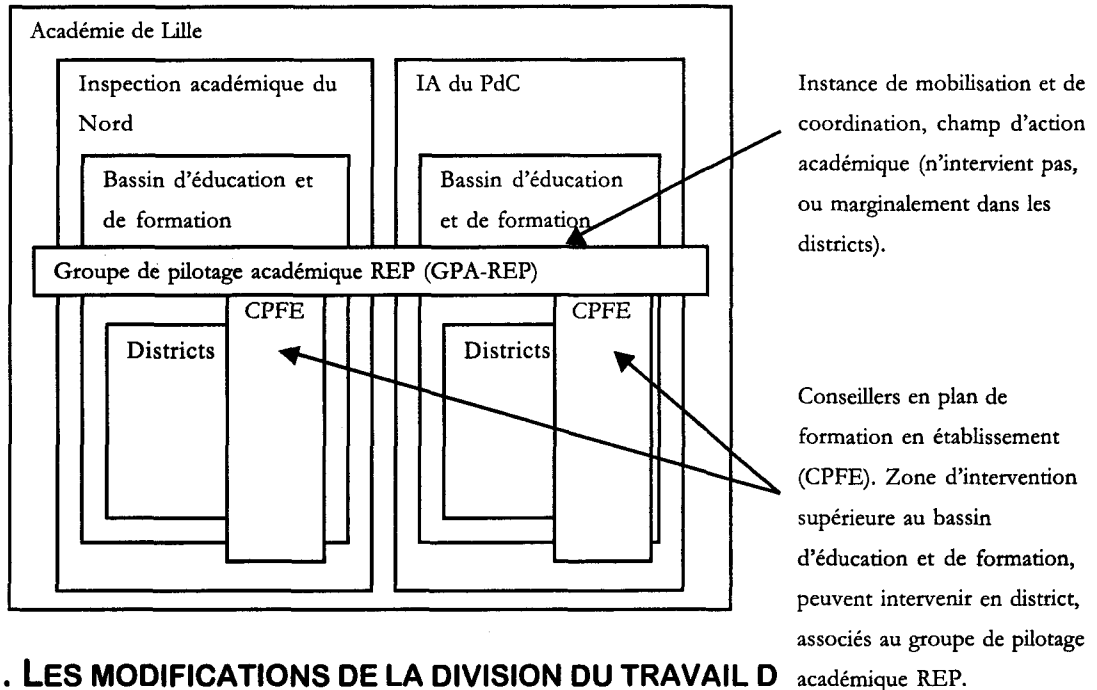 Académie de Lille
Inspection académique du
Nord
IA du PdC
Bassin d'éducation et
de formation
Bassin d'éducation
et de formation
Groupe de pilotage académique REP (GPA-REP)
CPFE
CPFE
Districts
Districts
Instance de mobilisation et de
coordination, champ d'action
académique (n'intervient pas,
ou marginalement dans les
districts).
Conseillers en plan de
formation en établissement
(CPFE). Zone d'intervention
supérieure au bassin
d'éducation et de formation,
peuvent intervenir en district,
associés au groupe de pilotage
académique REP.
. LES MODIFICATIONS DE LA DIVISION DU TRAVAIL D